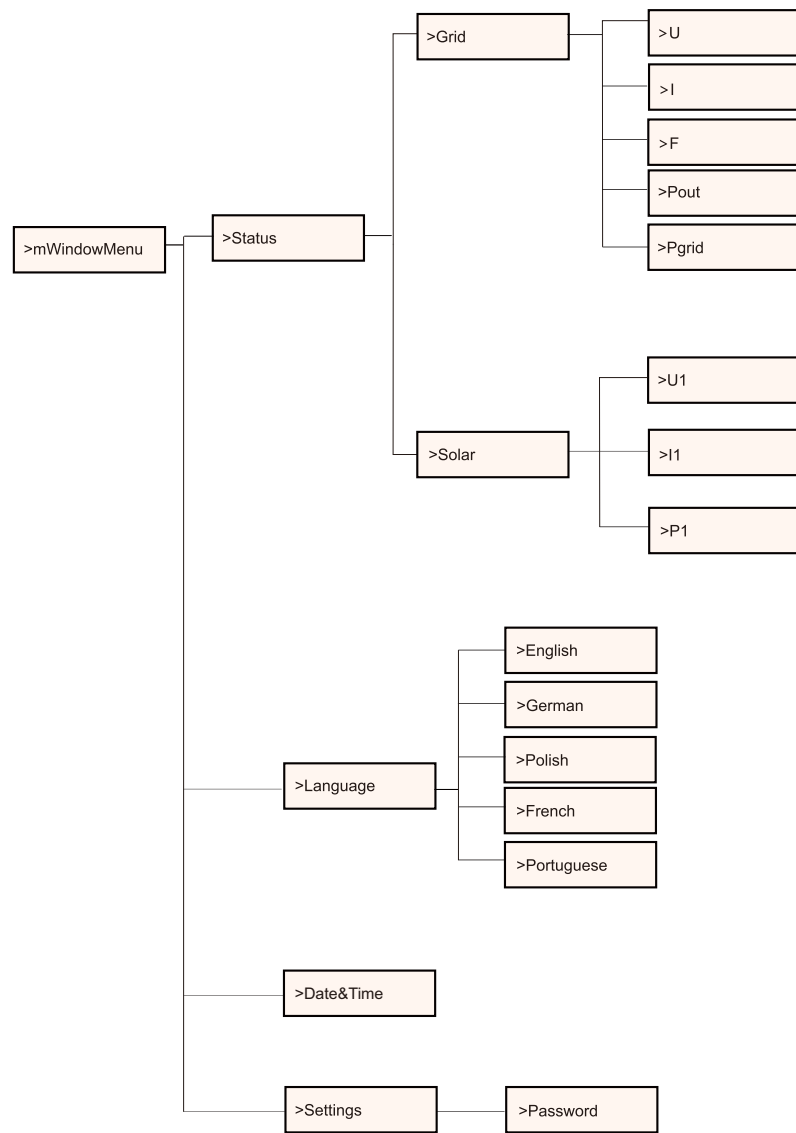 >mWindowMenu
>Status
>Grid
>U
>I
>F
>Pout
>Pgrid
>Solar
>U1
>I1
>P1
>Language
>English
>German
>Polish
>French
>Portuguese
>Date&Time
>Settings
>Password